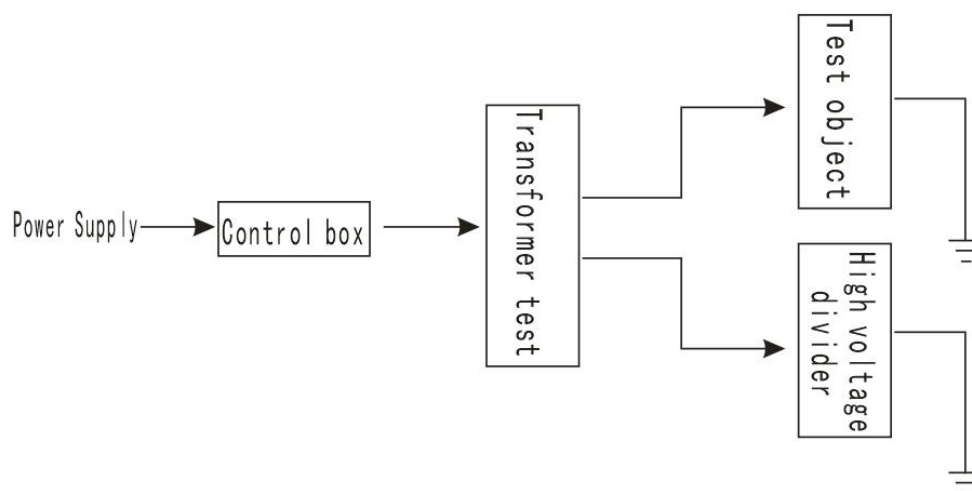 Power Supply
Control box
Transformer test
Test object
High voltage
divider